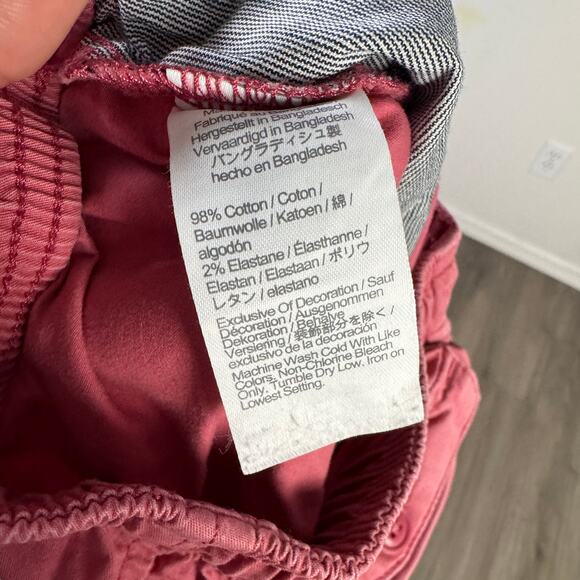 Fabriqué au Bangladesch
Hergestellt in Bangladesh
Vervaardigd in Bangladesh
バングラディシュ製
hecho en Bangladesh
98% Cotton / Coton /
Baumwolle / Katoen / 綿 /
algodón
2% Elastane / Élasthanne /
Elastan / Elastaan / ポリウ
レタン / elastano
Exclusive Of Decoration / Sauf
Décoration / Ausgenommen
Dekoration / Behalve
Versiering / 装飾部分を除く /
exclusivo de la decoración
Machine Wash Cold With Like
Colors. Non-Chlorine Bleach
Only. Tumble Dry Low. Iron on
Lowest Setting.